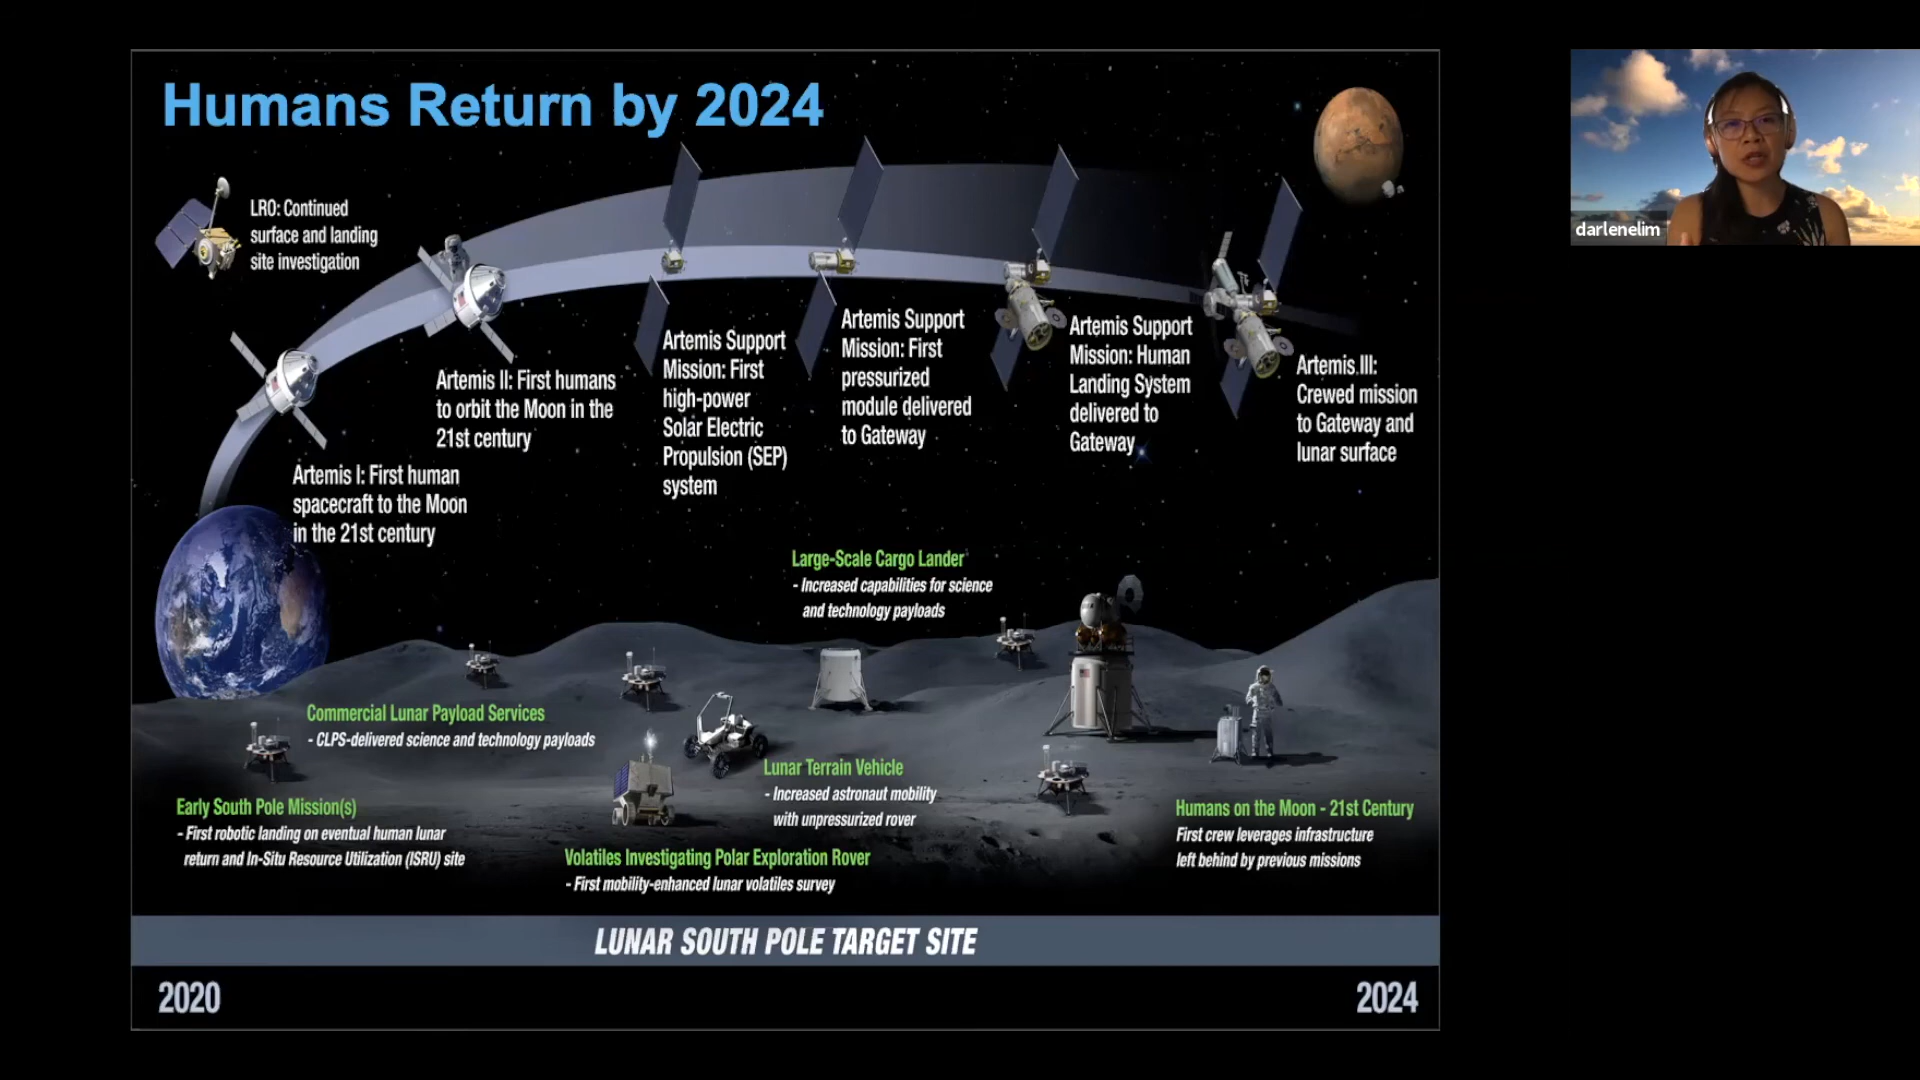 Humans Return by 2024
LRO: Continued
surface and landing
site investigation
Artemis I: First human
spacecraft to the Moon
in the 21st century
Artemis II: First humans
to orbit the Moon in the
21st century
Artemis Support
Mission: First
high-power
Solar Electric
Propulsion (SEP)
system
Artemis Support
Mission: First
pressurized
module delivered
to Gateway
Artemis Support
Mission: Human
Landing System
delivered to
Gateway
Artemis III:
Crewed mission
to Gateway and
lunar surface
Large-Scale Cargo Lander
- Increased capabilities for science
and technology payloads
Commercial Lunar Payload Services
- CLPS-delivered science and technology payloads
Early South Pole Mission(s)
- First robotic landing on eventual human lunar
return and In-Situ Resource Utilization (ISRU) site
Lunar Terrain Vehicle
- Increased astronaut mobility
with unpressurized rover
Volatiles Investigating Polar Exploration Rover
- First mobility-enhanced lunar volatiles survey
Humans on the Moon - 21st Century
First crew leverages infrastructure
left behind by previous missions
LUNAR SOUTH POLE TARGET SITE
2020
2024
darlenelim